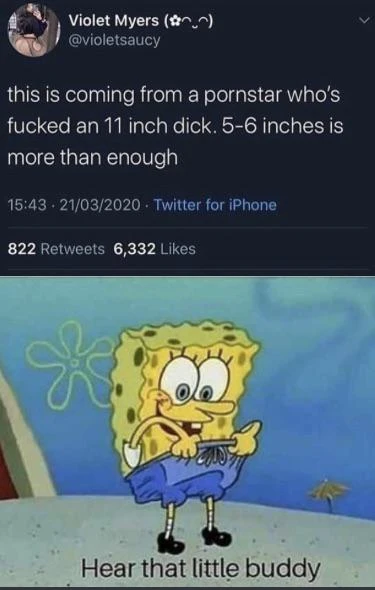 Violet Myers (✿◠‿◠)
@violetsaucy
this is coming from a pornstar who's
fucked an 11 inch dick. 5-6 inches is
more than enough
15:43 · 21/03/2020 · Twitter for iPhone
822 Retweets 6,332 Likes
Hear that little buddy